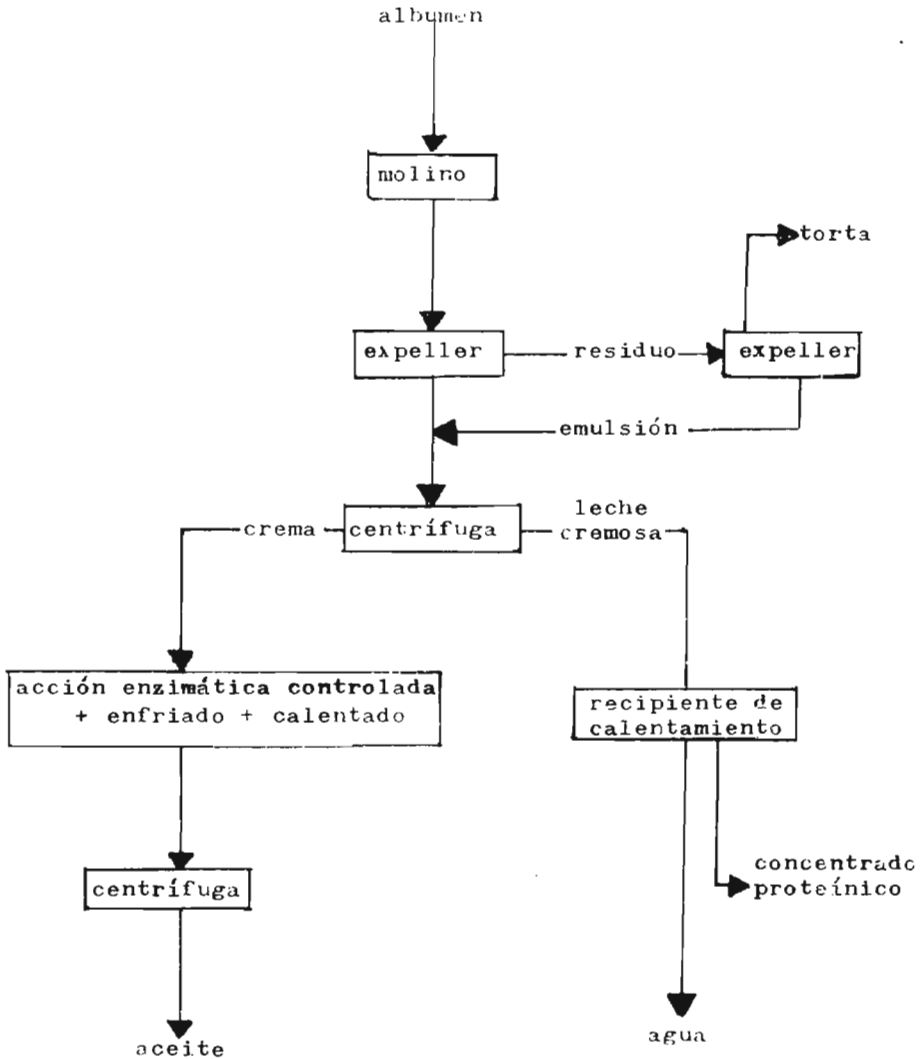 albumen
molino
torta
expeller
residuo
expeller
emulsión
crema
centrífuga
leche
cremosa
acción enzimática controlada
+ enfriado + calentado
recipiente de
calentamiento
centrífuga
concentrado
proteínico
aceite
agua